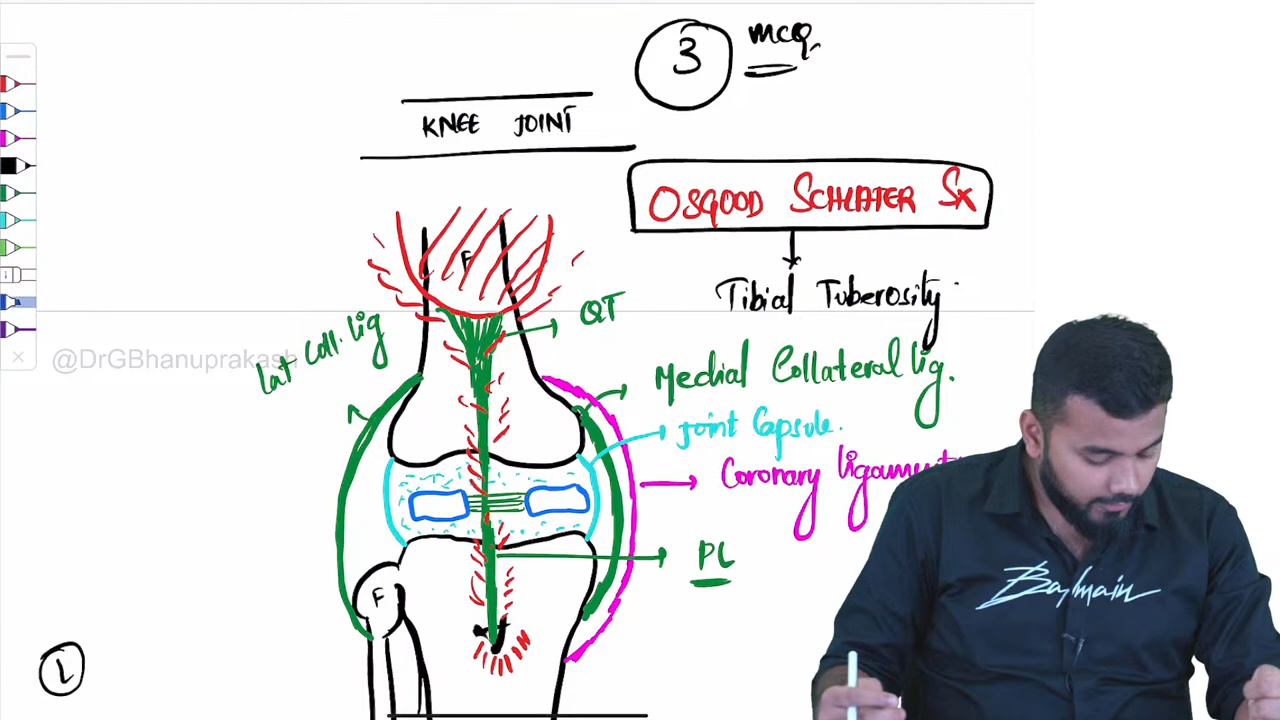 3 mcq
KNEE JOINT
OSGOOD SCHLATER Sx
F
Tibial Tuberosity
QT
Lat Coll. lig
@DrGBhanuprakash
Medial Collateral lig.
Joint Capsule.
Coronary ligament
PL
F
Balmain
L